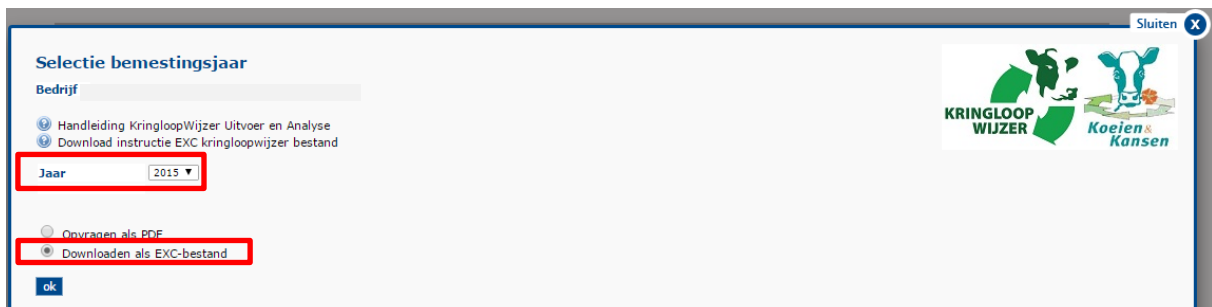 Sluiten X
Selectie bemestingsjaar
Bedrijf
Handleiding KringloopWijzer Uitvoer en Analyse
Download instructie EXC kringloopwijzer bestand
Jaar 2015
Opvragen als PDF
Downloaden als EXC-bestand
ok
KRINGLOOP
WIJZER
Koeien &
Kansen